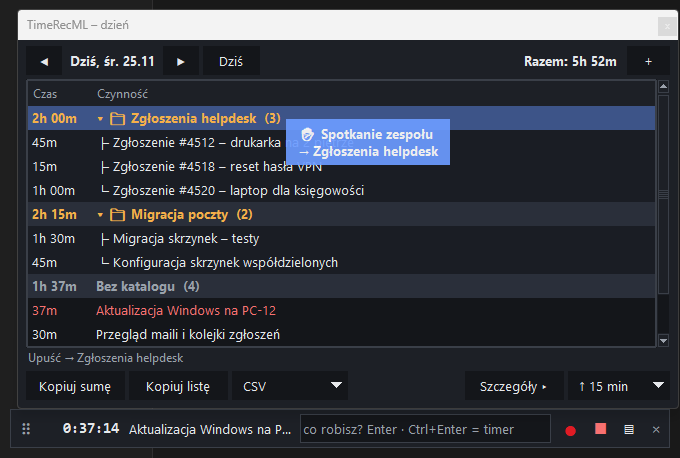 TimeRecML – dzień
Dziś, śr. 25.11
Dziś
Razem: 5h 52m
+
Czas Czynność
2h 00m Zgłoszenia helpdesk (3)
45m Zgłoszenie #4512 – drukarka na
Spotkanie zespołu
→ Zgłoszenia helpdesk
15m Zgłoszenie #4518 – reset hasła VPN
1h 00m Zgłoszenie #4520 – laptop dla księgowości
2h 15m Migracja poczty (2)
1h 30m Migracja skrzynek – testy
45m Konfiguracja skrzynek współdzielonych
1h 37m Bez katalogu (4)
37m Aktualizacja Windows na PC-12
30m Przegląd maili i kolejki zgłoszeń
Upuść → Zgłoszenia helpdesk
Kopiuj sumę Kopiuj listę CSV Szczegóły ▸ ↑ 15 min
0:37:14 Aktualizacja Windows na P... co robisz? Enter · Ctrl+Enter = timer